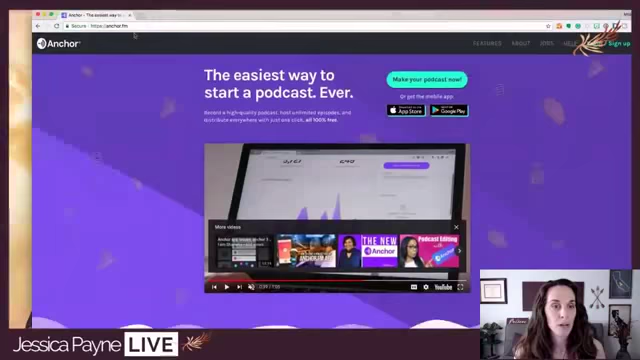 Anchor - The easiest way to
Secure
https://anchor.fm
Anchor
FEATURES
ABOUT
JOBS
HELP
Sign up
The easiest way to
start a podcast. Ever.
Record a high-quality podcast, host unlimited episodes, and
distribute everywhere with just one click, all 100% free.
Make your podcast now!
Or get the mobile app
App Store
Google Play
More videos
THE NEW
Anchor
Podcast Editing
YouTube
Jessica Payne LIVE